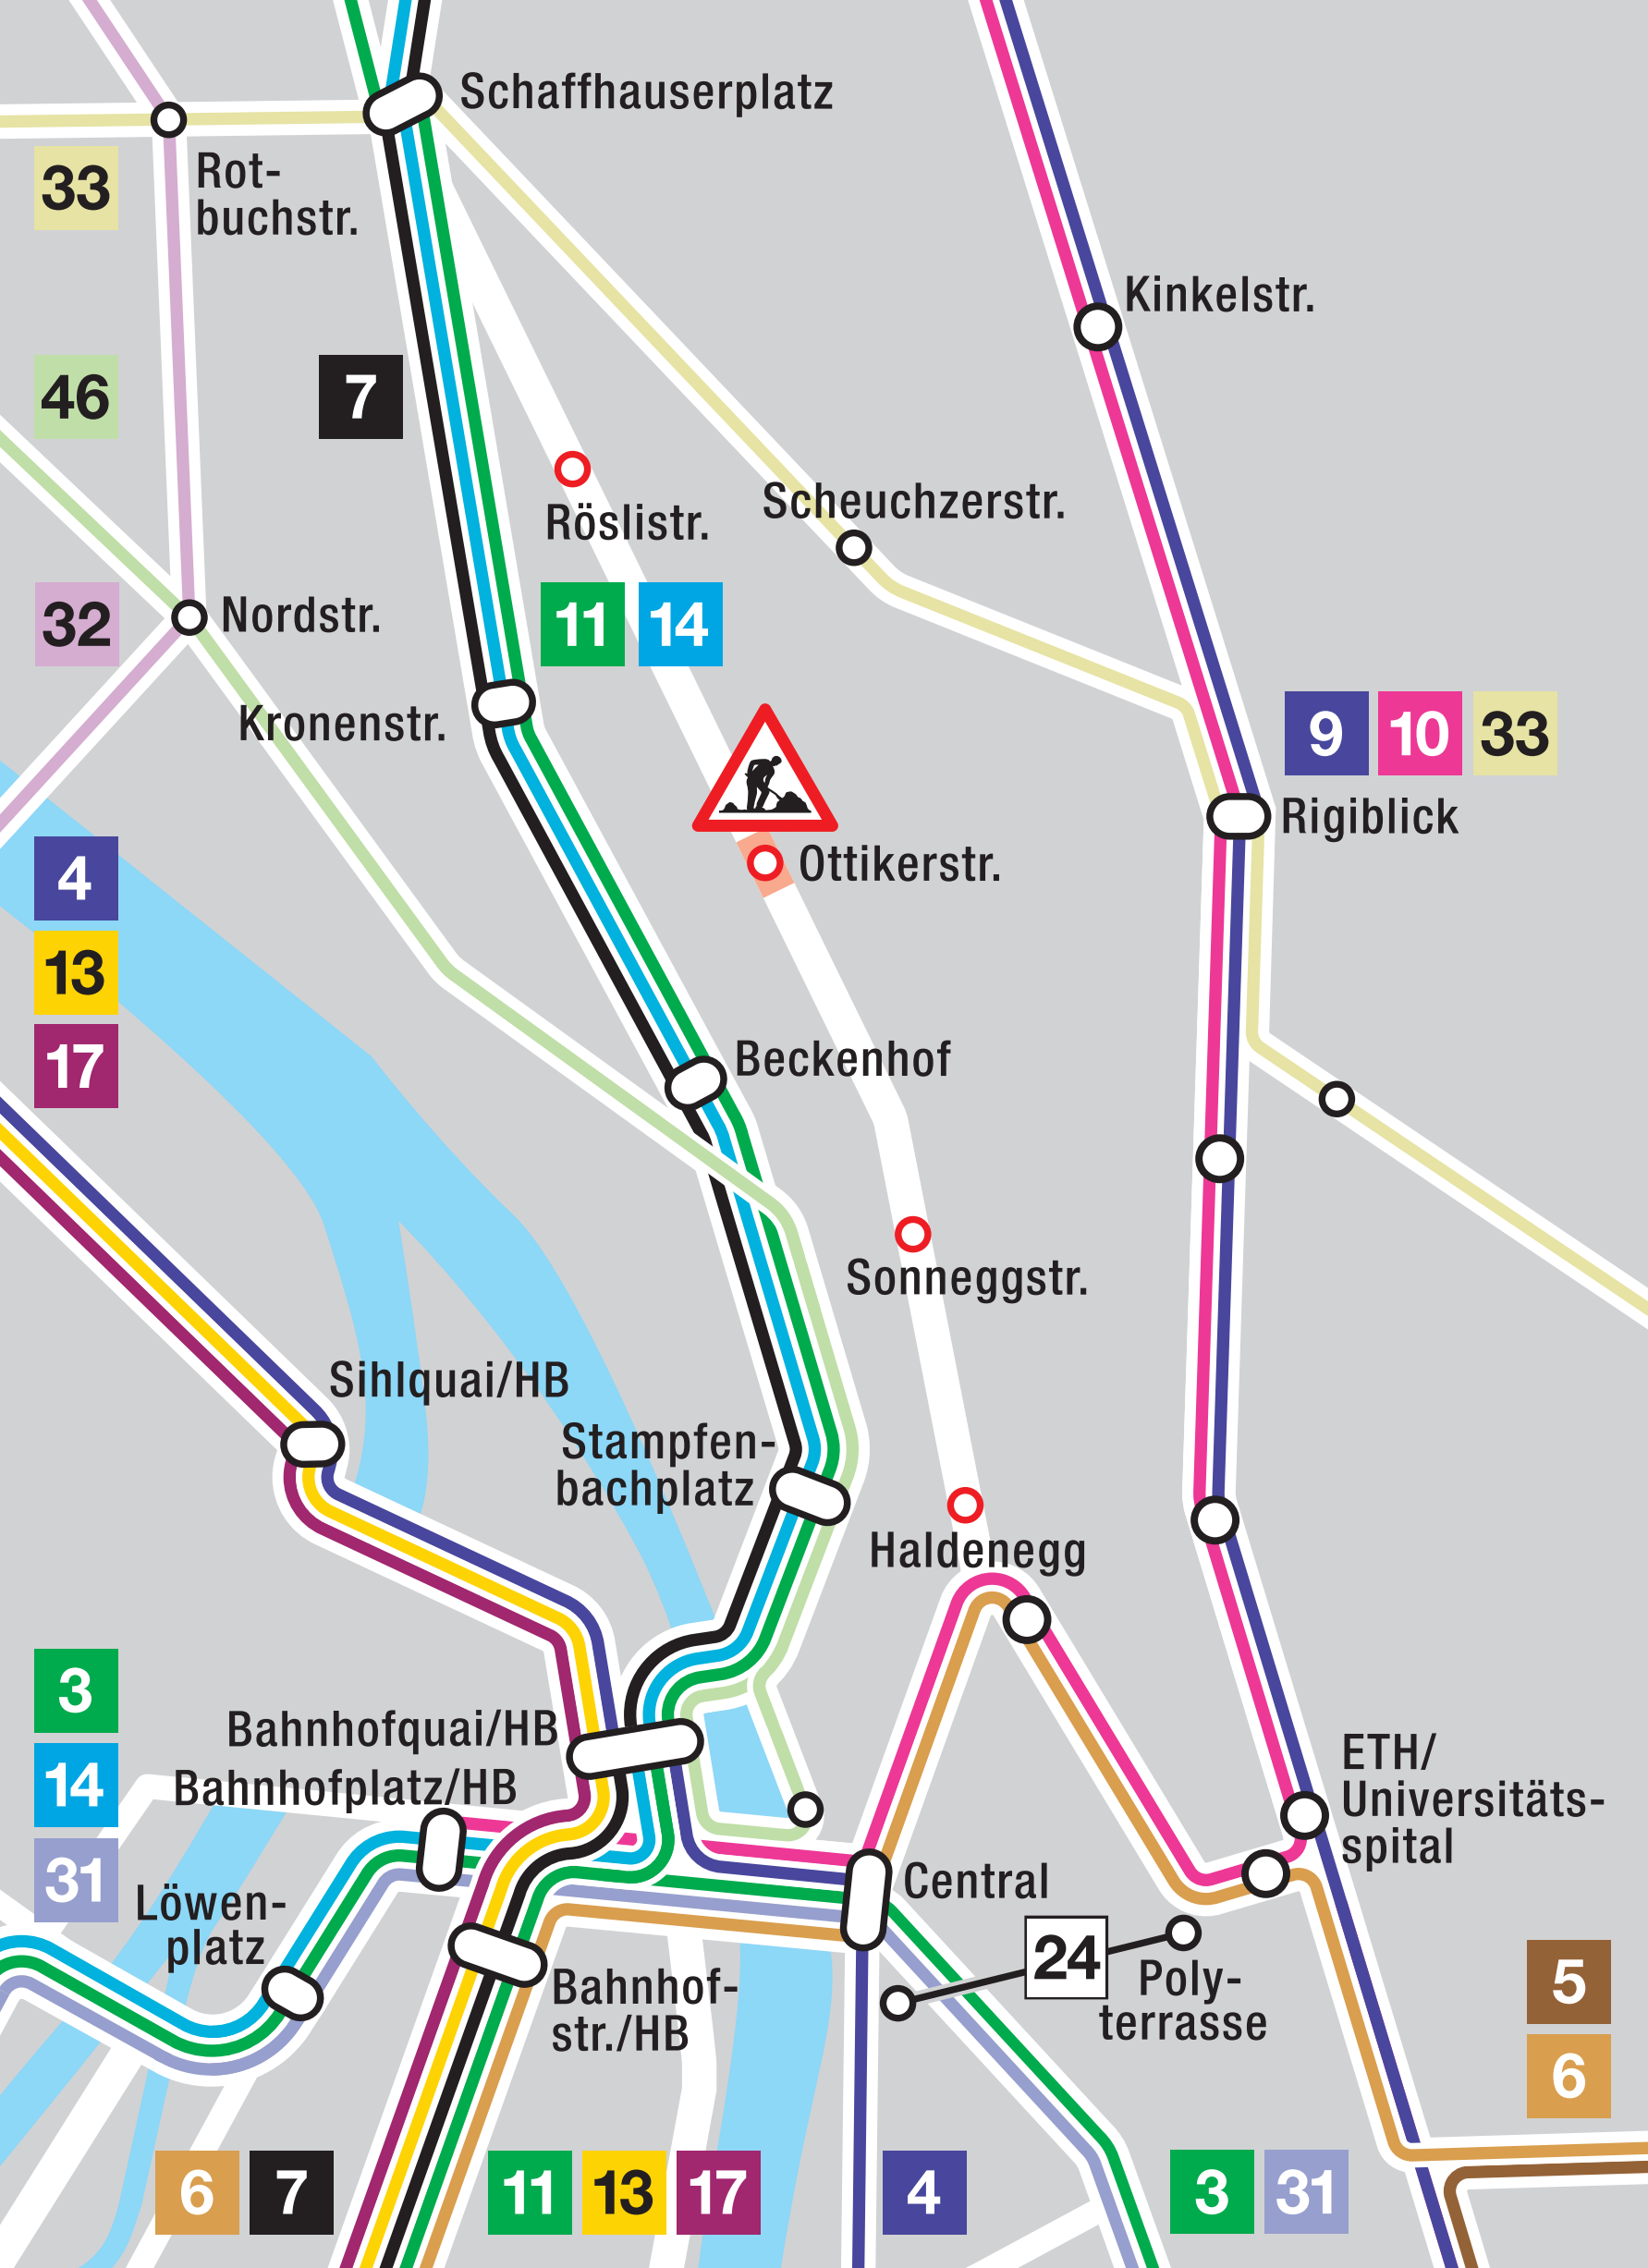 Schaffhauserplatz
33
Rot-
buchstr.
Kinkelstr.
46
7
Röslistr.
Scheuchzerstr.
32
Nordstr.
11 14
Kronenstr.
9 10 33
Rigiblick
4
Ottikerstr.
13
17
Beckenhof
Sonneggstr.
Sihlquai/HB
Stampfen-
bachplatz
Haldenegg
3
Bahnhofquai/HB
Bahnhofplatz/HB
14
ETH/
Universitäts-
spital
31
Löwen-
platz
Central
24
Poly-
terrasse
Bahnhof-
str./HB
5
6
6 7
11 13 17
4
3 31